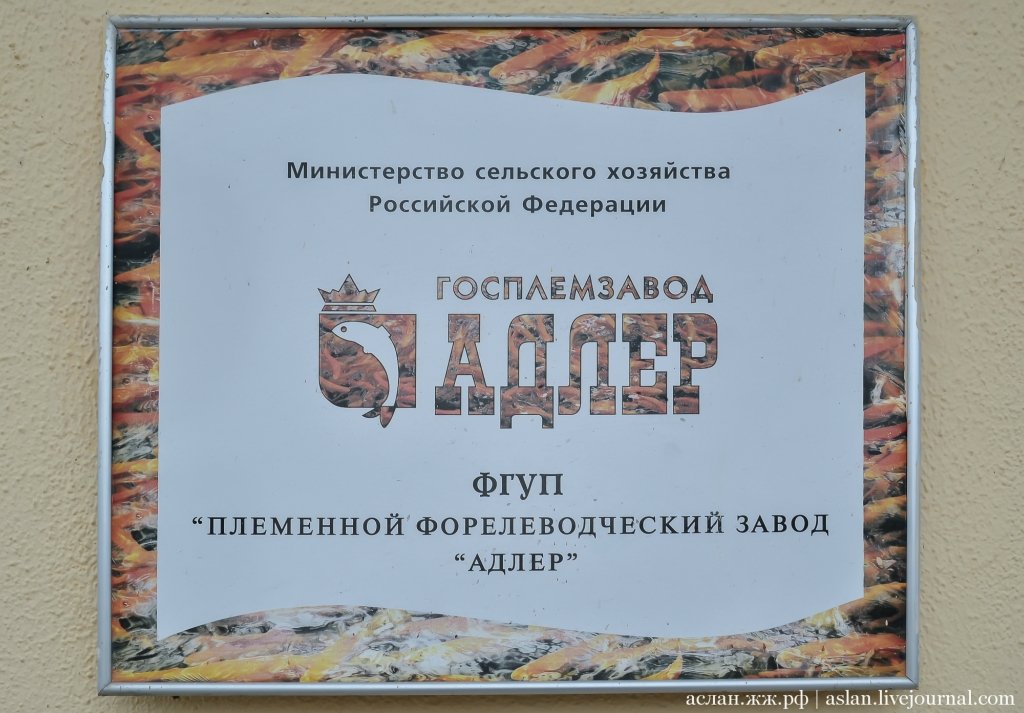 Министерство сельского хозяйства
Российской Федерации
ГОСПЛЕМЗАВОД
АДЛЕР
ФГУП
“ПЛЕМЕННОЙ ФОРЕЛЕВОДЧЕСКИЙ ЗАВОД
“АДЛЕР”
аслан.жж.рф | aslan.livejournal.com